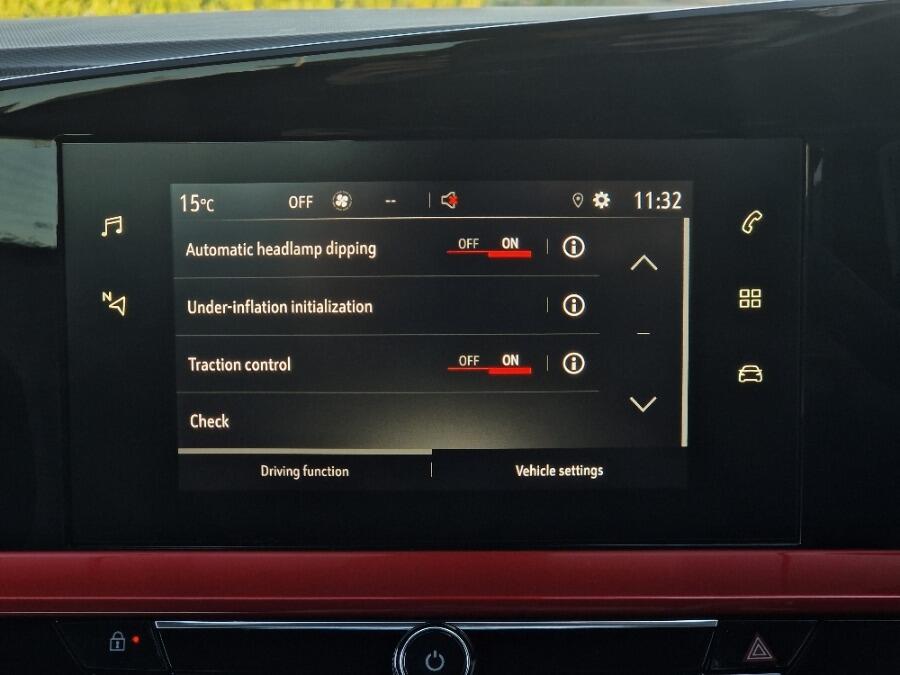 15°C OFF -- 11:32
Automatic headlamp dipping OFF ON
Under-inflation initialization
Traction control OFF ON
Check
Driving function Vehicle settings
N